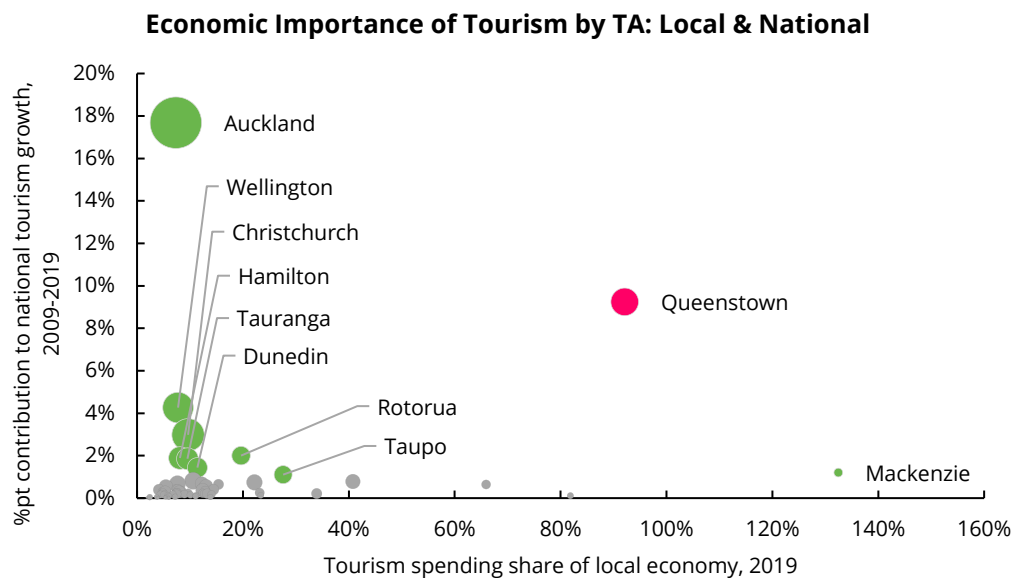 Economic Importance of Tourism by TA: Local & National
%pt contribution to national tourism growth,
2009-2019
20%
18%
16%
14%
12%
10%
8%
6%
4%
2%
0%
Auckland
Wellington
Christchurch
Hamilton
Tauranga
Dunedin
Queenstown
Rotorua
Taupo
Mackenzie
0%
20%
40%
60%
80%
100%
120%
140%
160%
Tourism spending share of local economy, 2019